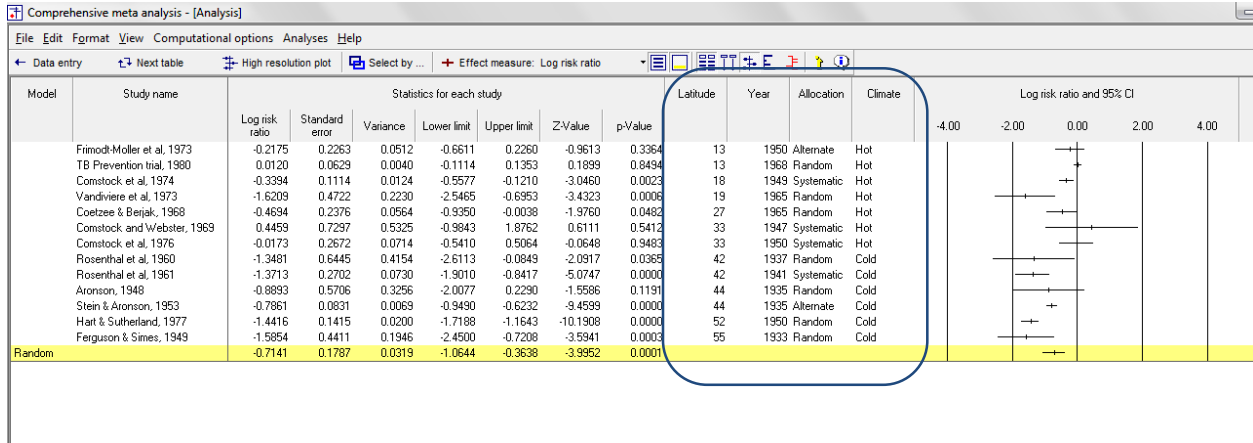 Comprehensive meta analysis - [Analysis]
File Edit Format View Computational options Analyses Help
← Data entry Next table High resolution plot Select by ... Effect measure: Log risk ratio
Model Study name Statistics for each study Latitude Year Allocation Climate Log risk ratio and 95% CI
Log risk ratio Standard error Variance Lower limit Upper limit Z-Value p-Value -4.00 -2.00 0.00 2.00 4.00
Frimodt-Moller et al, 1973 -0.2175 0.2263 0.0512 -0.6611 0.2260 -0.9613 0.3364 13 1950 Alternate Hot
TB Prevention trial, 1980 0.0120 0.0629 0.0040 -0.1114 0.1353 0.1899 0.8494 13 1968 Random Hot
Comstock et al, 1974 -0.3394 0.1114 0.0124 -0.5577 -0.1210 -3.0460 0.0023 18 1949 Systematic Hot
Vandiviere et al, 1973 -1.6209 0.4722 0.2230 -2.5465 -0.6953 -3.4323 0.0006 19 1965 Random Hot
Coetzee & Berjak, 1968 -0.4694 0.2376 0.0564 -0.9350 -0.0038 -1.9760 0.0482 27 1965 Random Hot
Comstock and Webster, 1969 0.4459 0.7297 0.5325 -0.9843 1.8762 0.6111 0.5412 33 1947 Systematic Hot
Comstock et al, 1976 -0.0173 0.2672 0.0714 -0.5410 0.5064 -0.0648 0.9483 33 1950 Systematic Hot
Rosenthal et al, 1960 -1.3481 0.6445 0.4154 -2.6113 -0.0849 -2.0917 0.0365 42 1937 Random Cold
Rosenthal et al, 1961 -1.3713 0.2702 0.0730 -1.9010 -0.8417 -5.0747 0.0000 42 1941 Systematic Cold
Aronson, 1948 -0.8893 0.5706 0.3256 -2.0077 0.2290 -1.5586 0.1191 44 1935 Random Cold
Stein & Aronson, 1953 -0.7861 0.0831 0.0069 -0.9490 -0.6232 -9.4599 0.0000 44 1935 Alternate Cold
Hart & Sutherland, 1977 -1.4416 0.1415 0.0200 -1.7188 -1.1643 -10.1908 0.0000 52 1950 Random Cold
Ferguson & Simes, 1949 -1.5854 0.4411 0.1946 -2.4500 -0.7208 -3.5941 0.0003 55 1933 Random Cold
Random -0.7141 0.1787 0.0319 -1.0644 -0.3638 -3.9952 0.0001